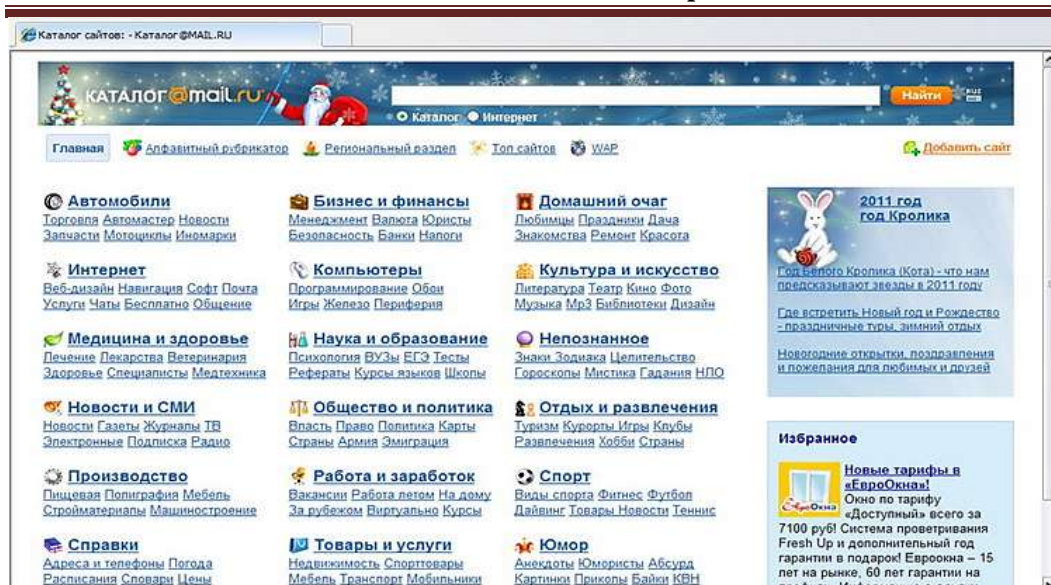 Каталог сайтов: - Каталог@MAIL.RU
каталог@mail.ru
Найти
Каталог Интернет
Главная Алфавитный рубрикатор Региональный раздел Топ сайтов WAP Добавить сайт
Автомобили
Торговля Автомастер Новости
Запчасти Мотоциклы Иномарки
Бизнес и финансы
Менеджмент Валюта Юристы
Безопасность Банки Налоги
Домашний очаг
Любимцы Праздники Дача
Знакомства Ремонт Красота
Интернет
Веб-дизайн Навигация Софт Почта
Услуги Чаты Бесплатно Общение
Компьютеры
Программирование Обои
Игры Железо Периферия
Культура и искусство
Литература Театр Кино Фото
Музыка Mp3 Библиотеки Дизайн
Медицина и здоровье
Лечение Лекарства Ветеринария
Здоровье Специалисты Медтехника
Наука и образование
Психология ВУЗы ЕГЭ Тесты
Рефераты Курсы языков Школы
Непознанное
Знаки Зодиака Целительство
Гороскопы Мистика Гадания НЛО
Новости и СМИ
Новости Газеты Журналы ТВ
Электронные Подписка Радио
Общество и политика
Власть Право Политика Карты
Страны Армия Эмиграция
Отдых и развлечения
Туризм Курорты Игры Клубы
Развлечения Хобби Страны
Производство
Пищевая Полиграфия Мебель
Стройматериалы Машиностроение
Работа и заработок
Вакансии Работа летом На дому
За рубежом Виртуально Курсы
Спорт
Виды спорта Фитнес Футбол
Дайвинг Товары Новости Теннис
Справки
Адреса и телефоны Погода
Расписания Словари Цены
Товары и услуги
Недвижимость Спорттовары
Мебель Транспорт Мобильники
Юмор
Анекдоты Юмористы Абсурд
Картинки Приколы Байки КВН
2011 год
год Кролика
Год Белого Кролика (Кота) - что нам
предсказывают звезды в 2011 году
Где встретить Новый год и Рождество
- праздничные туры, зимний отдых
Новогодние открытки, поздравления
и пожелания для любимых и друзей
Избранное
Новые тарифы в
«ЕвроОкна»!
Окно по тарифу
«Доступный» всего за
7100 руб! Система проветривания
Fresh Up и дополнительный год
гарантии в подарок! Евроокна – 15
лет на рынке, 60 лет гарантии на